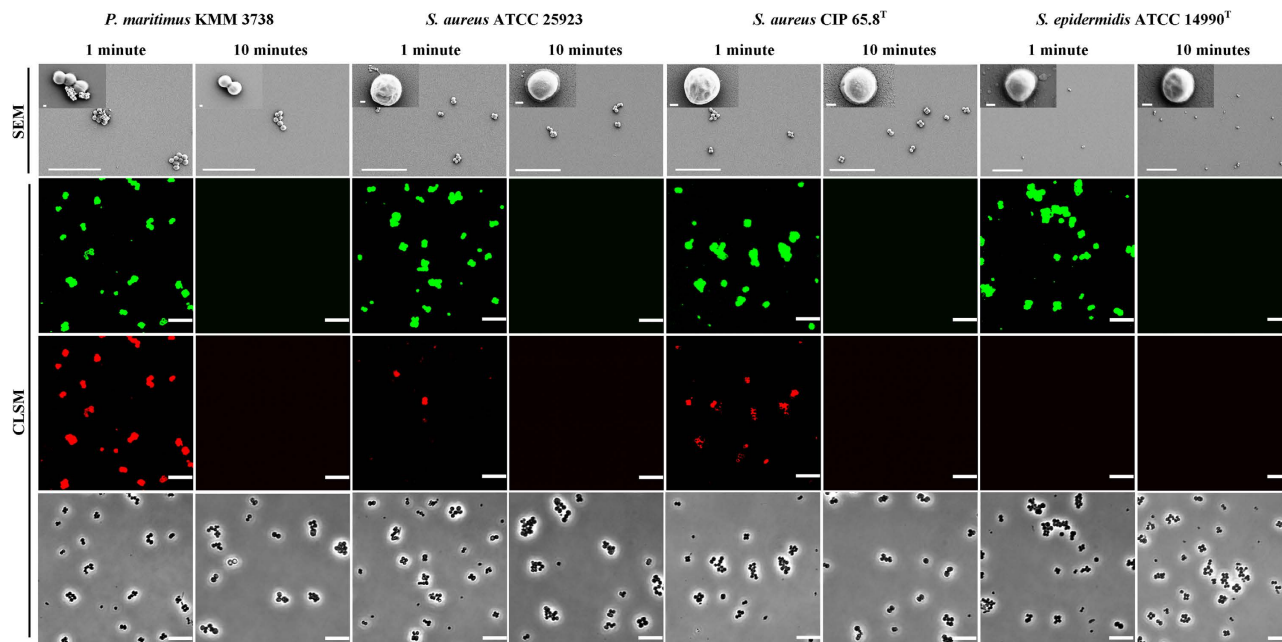 P. maritimus KMM 3738 S. aureus ATCC 25923 S. aureus CIP 65.8T S. epidermidis ATCC 14990T
1 minute 10 minutes 1 minute 10 minutes 1 minute 10 minutes 1 minute 10 minutes
SEM
CLSM